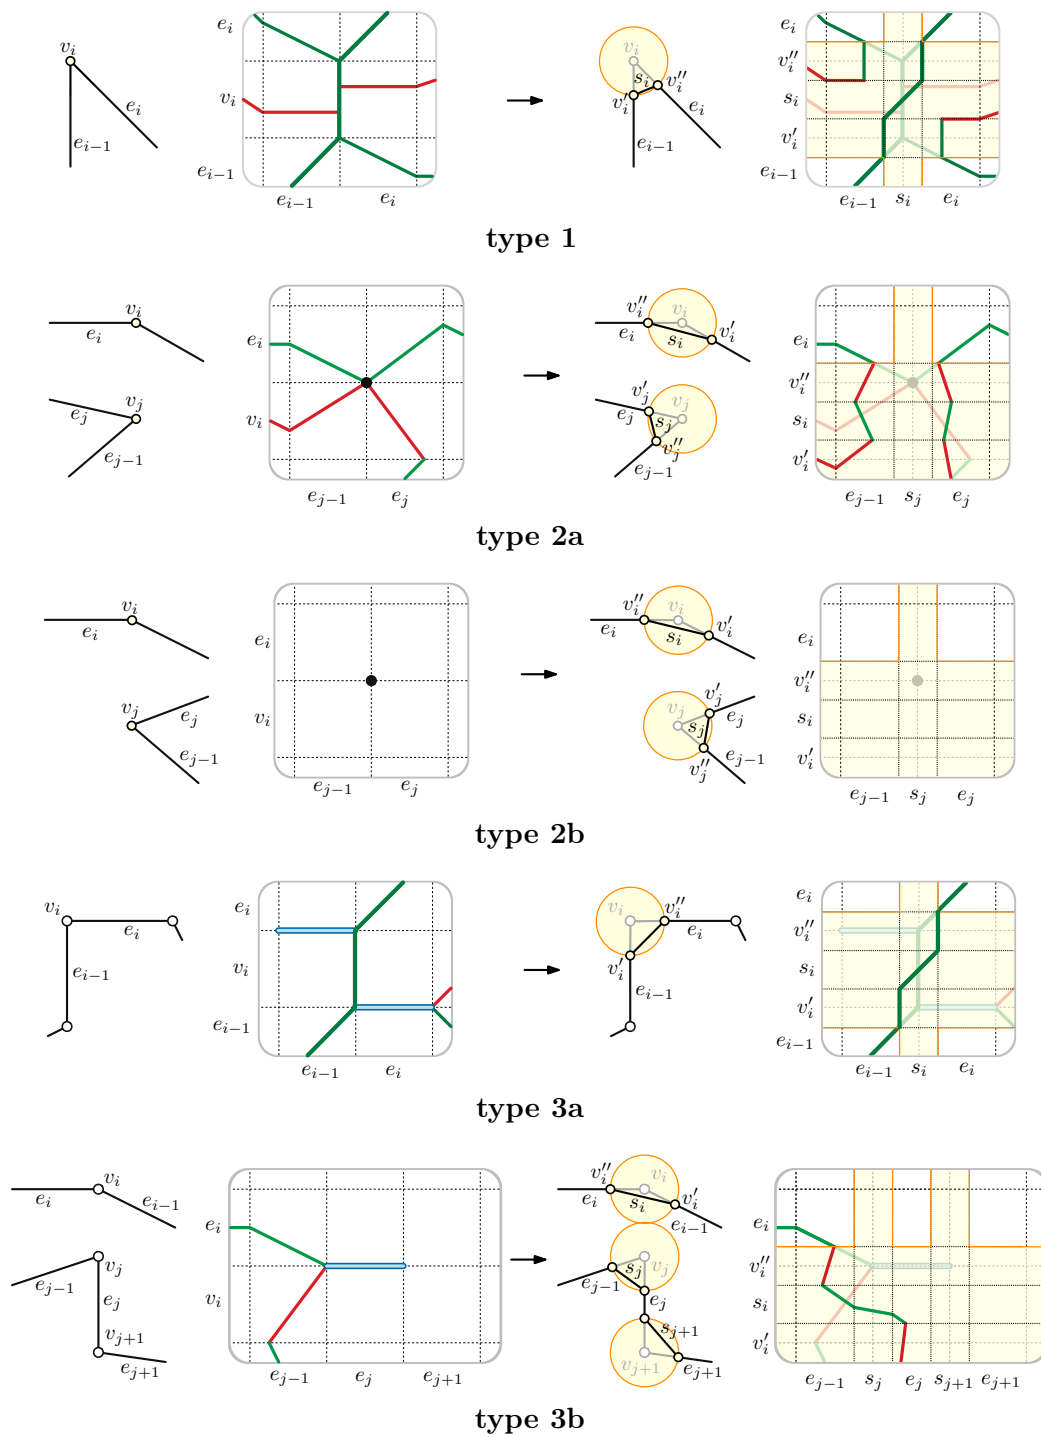 e_i
v_i
e_{i-1}
v_i
e_i
e_{i-1}
e_{i-1}
e_i
v_i
s_i
v_i''
v_i'
e_i
e_{i-1}
e_i
v_i''
s_i
v_i'
e_{i-1}
e_{i-1}
s_i
e_i
type 1
v_i
e_i
v_j
e_j
e_{j-1}
e_i
v_i
e_{j-1}
e_j
v_i''
v_i
v_i'
e_i
s_i
v_j'
v_j
e_j
s_j
v_j''
e_{j-1}
e_i
v_i''
s_i
v_i'
e_{j-1}
s_j
e_j
type 2a
v_i
e_i
v_j
e_j
e_{j-1}
e_i
v_i
e_{j-1}
e_j
v_i''
v_i
v_i'
e_i
s_i
v_j'
v_j
e_j
s_j
e_{j-1}
v_j''
e_i
v_i''
s_i
v_i'
e_{j-1}
s_j
e_j
type 2b
v_i
e_i
e_{i-1}
e_i
v_i
e_{i-1}
e_{i-1}
e_i
v_i
v_i''
e_i
v_i'
e_{i-1}
e_i
v_i''
s_i
v_i'
e_{i-1}
e_{i-1}
s_i
e_i
type 3a
v_i
e_i
e_{i-1}
v_j
e_{j-1}
e_j
v_{j+1}
e_{j+1}
e_i
v_i
e_{j-1}
e_j
e_{j+1}
v_i''
v_i
v_i'
e_i
s_i
e_{i-1}
v_j
s_j
e_{j-1}
e_j
s_{j+1}
v_{j+1}
e_{j+1}
e_i
v_i''
s_i
v_i'
e_{j-1}
s_j
e_j
s_{j+1}
e_{j+1}
type 3b